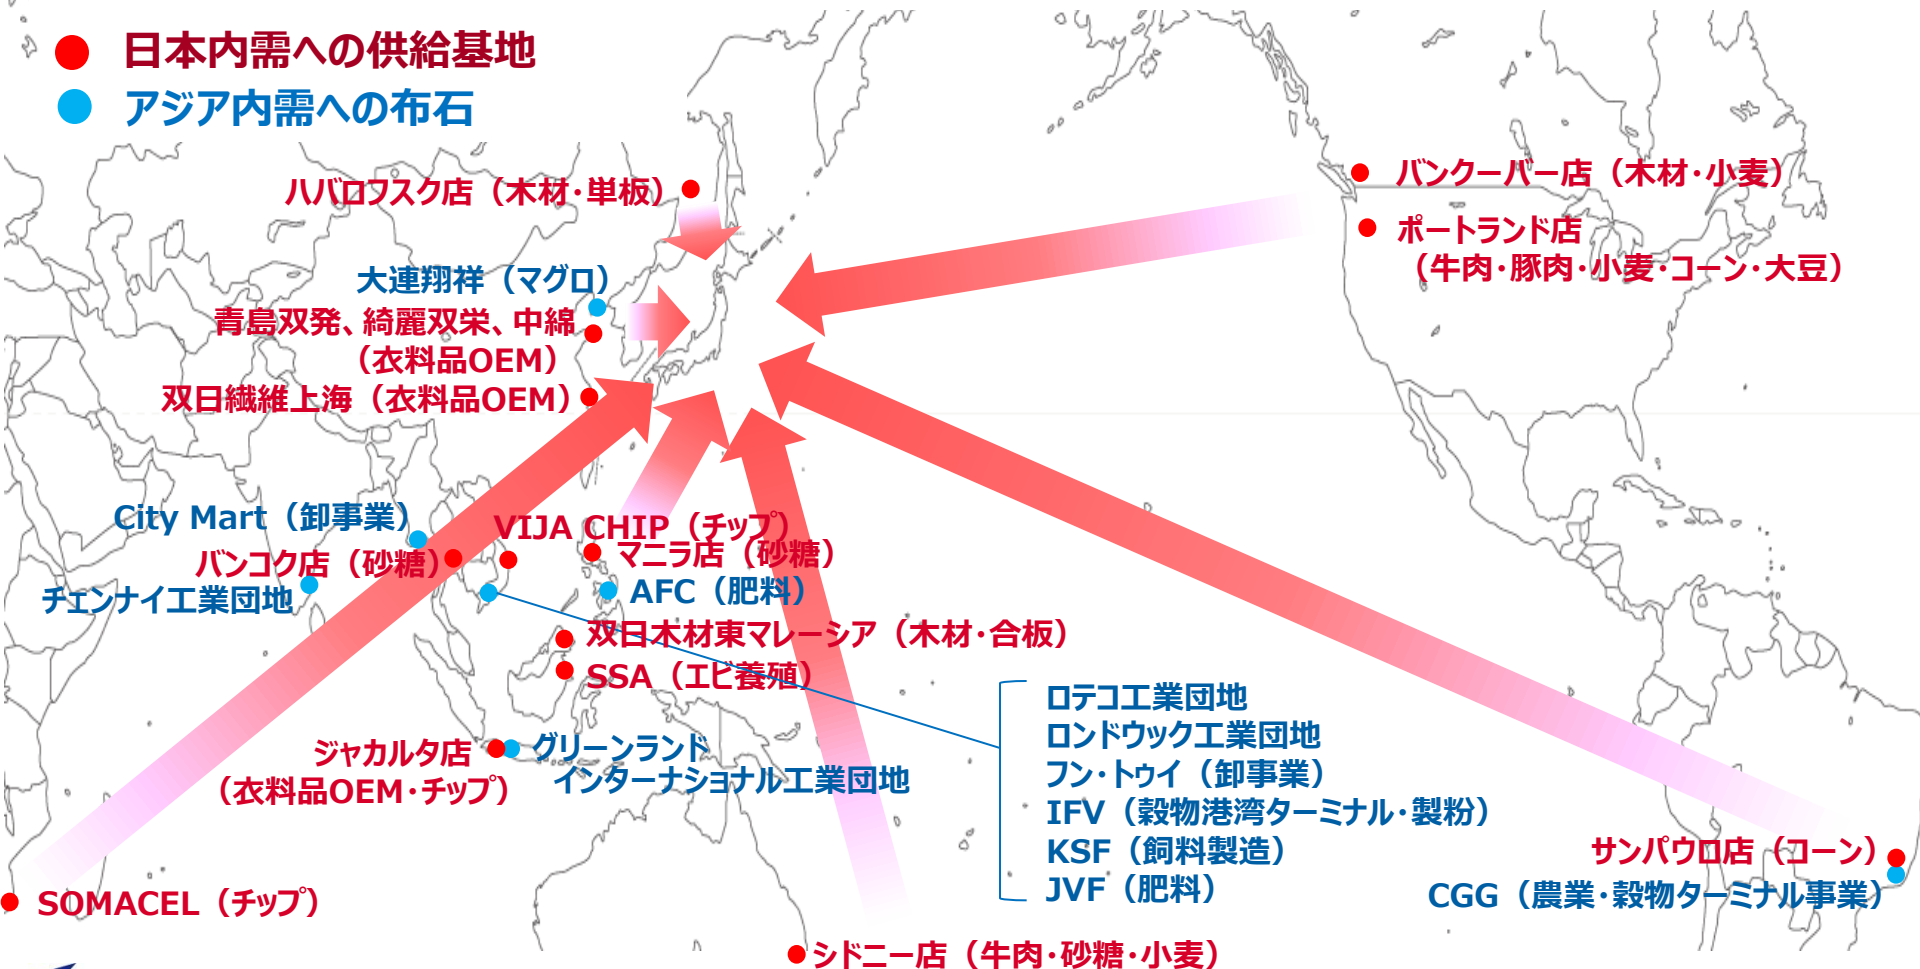 日本内需への供給基地
アジア内需への布石
ハバロフスク店（木材・単板）
バンクーバー店（木材・小麦）
ポートランド店
（牛肉・豚肉・小麦・コーン・大豆）
大連翔祥（マグロ）
青島双発、綺麗双栄、中綿
（衣料品OEM）
双日繊維上海（衣料品OEM）
City Mart（卸事業）
VIJA CHIP（チップ）
バンコク店（砂糖）
マニラ店（砂糖）
チェンナイ工業団地
AFC（肥料）
双日木材東マレーシア（木材・合板）
SSA（エビ養殖）
ジャカルタ店
（衣料品OEM・チップ）
グリーンランド
インターナショナル工業団地
ロテコ工業団地
ロンドウック工業団地
フン・トゥイ（卸事業）
IFV（穀物港湾ターミナル・製粉）
KSF（飼料製造）
JVF（肥料）
サンパウロ店（コーン）
CGG（農業・穀物ターミナル事業）
SOMACEL（チップ）
シドニー店（牛肉・砂糖・小麦）